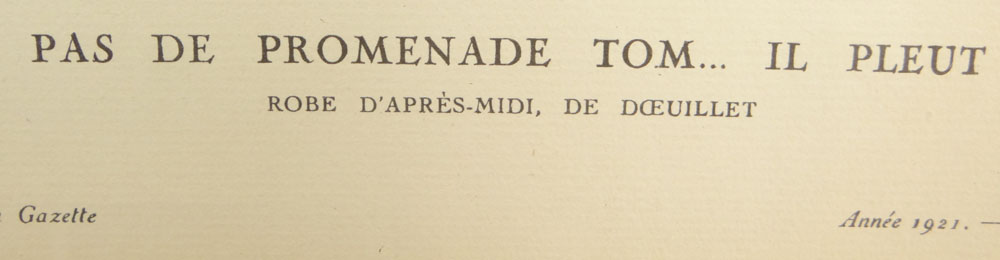 PAS DE PROMENADE TOM... IL PLEUT
ROBE D'APRÈS-MIDI, DE DŒUILLET
Gazette
Année 1921. —